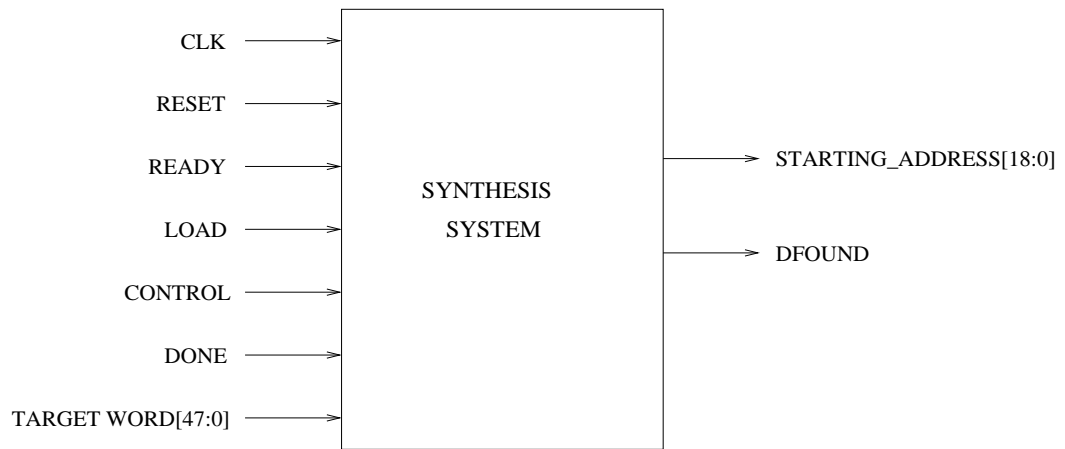 CLK
RESET
READY
LOAD
CONTROL
DONE
TARGET WORD[47:0]
SYNTHESIS
SYSTEM
STARTING_ADDRESS[18:0]
DFOUND